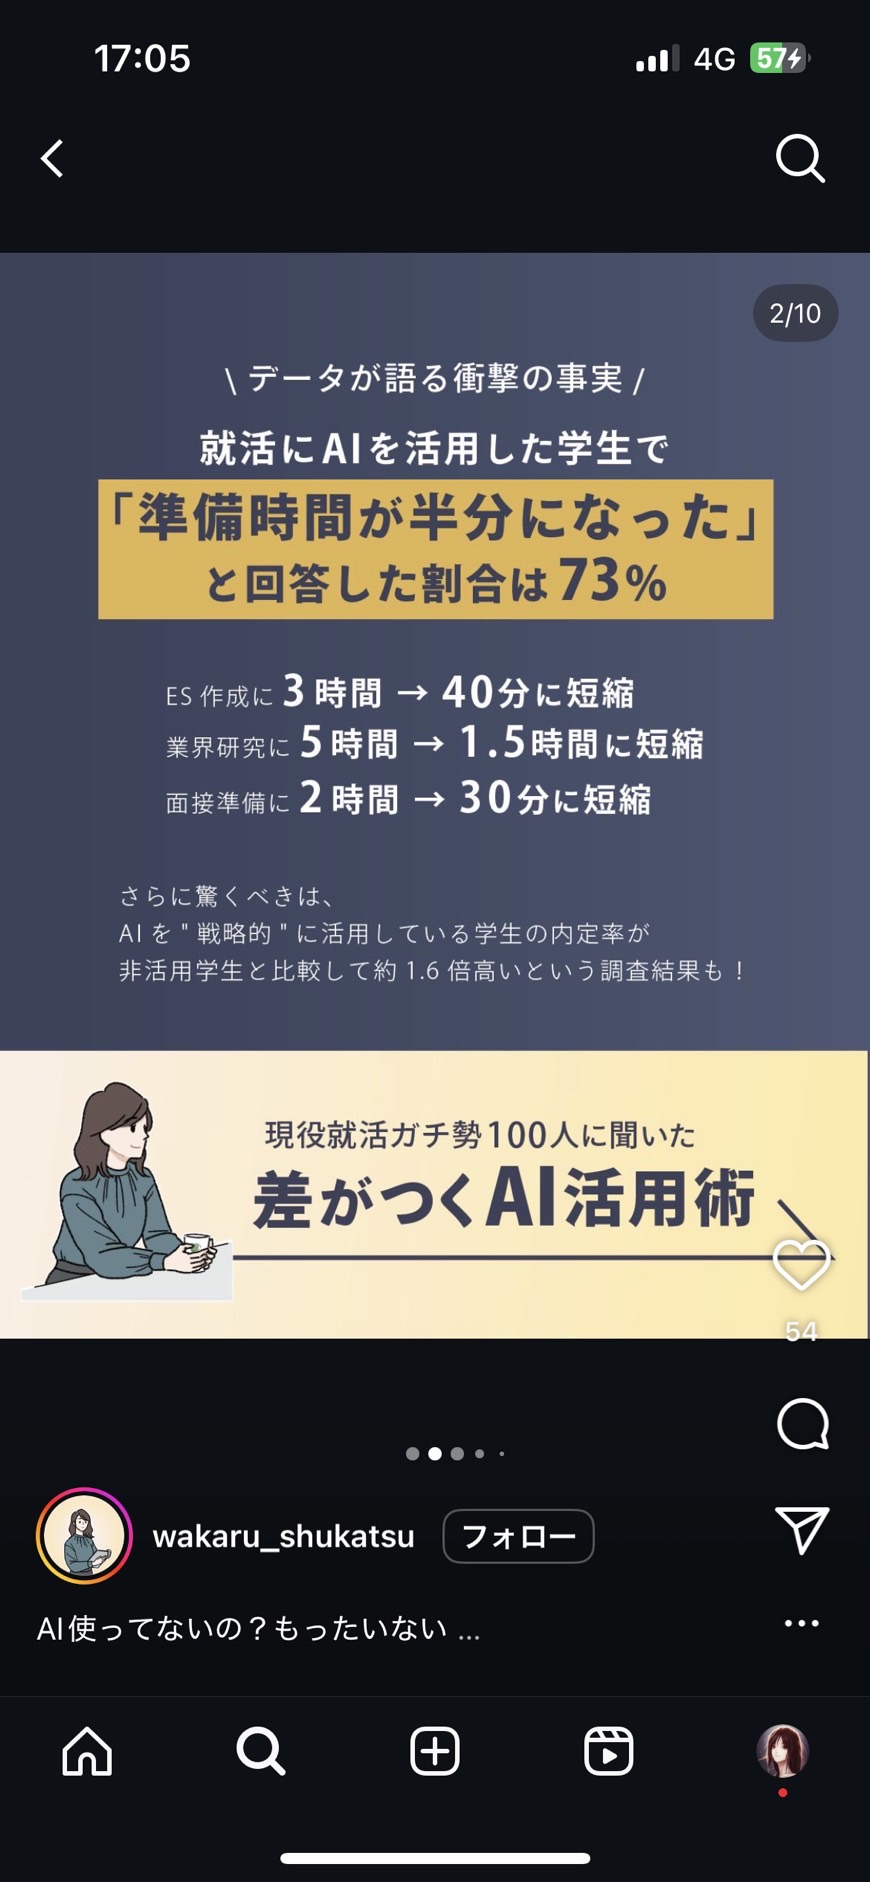 17:05
4G
57
2/10
\ データが語る衝撃の事実 /
就活にAIを活用した学生で
「準備時間が半分になった」
と回答した割合は73%
ES 作成に 3時間 → 40分に短縮
業界研究に 5時間 → 1.5時間に短縮
面接準備に 2時間 → 30分に短縮
さらに驚くべきは、
AI を " 戦略的 " に活用している学生の内定率が
非活用学生と比較して約 1.6 倍高いという調査結果も！
現役就活ガチ勢100人に聞いた
差がつくAI活用術
54
wakaru_shukatsu
フォロー
AI使ってないの？もったいない ...